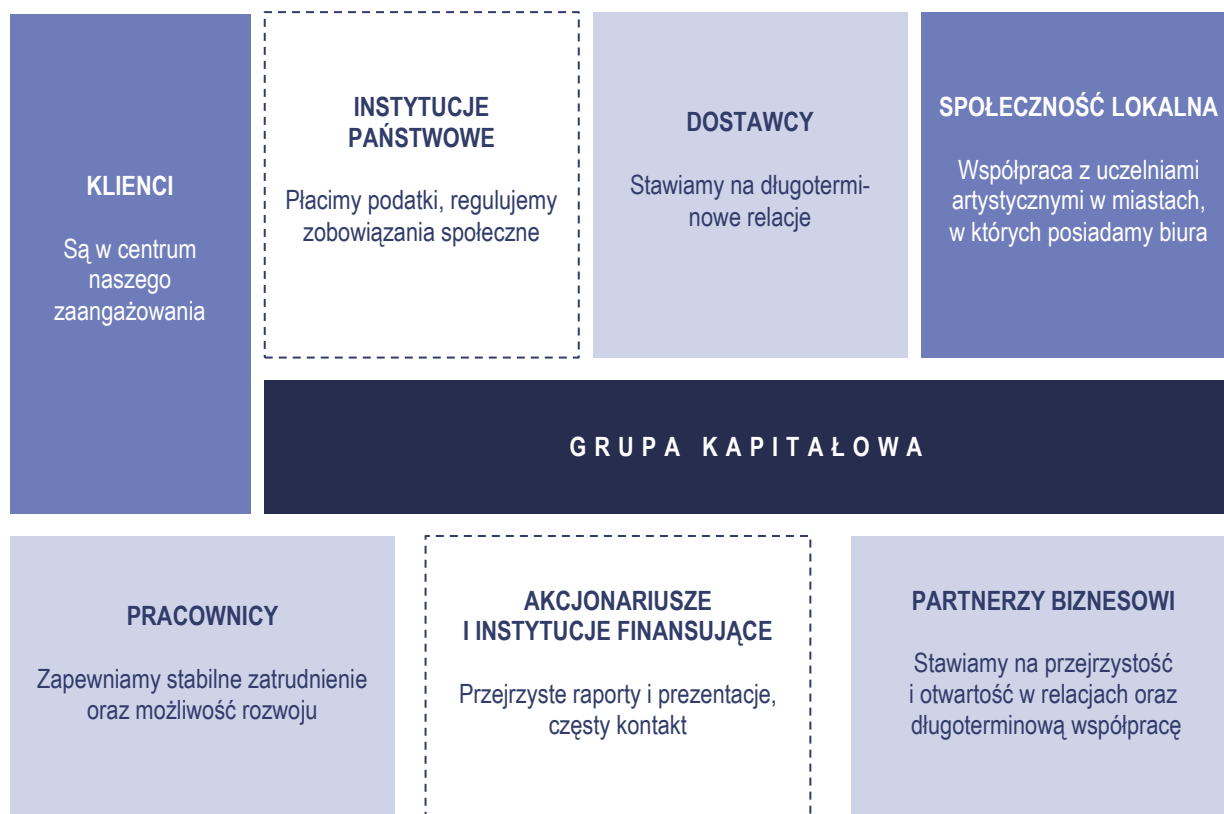 KLIENCI
Są w centrum
naszego
zaangażowania
INSTYTUCJE
PAŃSTWOWE
Płacimy podatki, regulujemy
zobowiązania społeczne
DOSTAWCY
Stawiamy na długotermi-
nowe relacje
SPOŁECZNOŚĆ LOKALNA
Współpraca z uczelniami
artystycznymi w miastach,
w których posiadamy biura
GRUPA KAPITAŁOWA
PRACOWNICY
Zapewniamy stabilne zatrudnienie
oraz możliwość rozwoju
AKCJONARIUSZE
I INSTYTUCJE FINANSUJĄCE
Przejrzyste raporty i prezentacje,
częsty kontakt
PARTNERZY BIZNESOWI
Stawiamy na przejrzystość
i otwartość w relacjach oraz
długoterminową współpracę